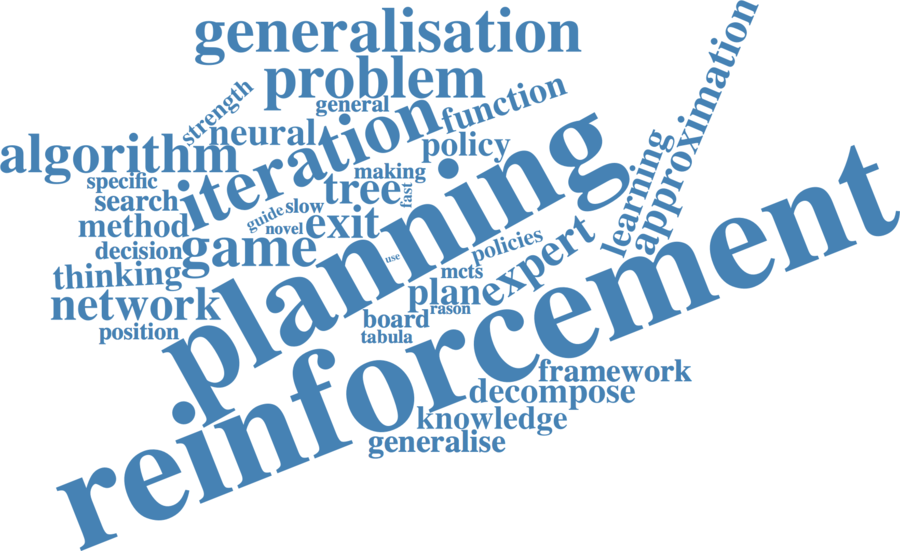 generalisation
problem
strength
general
function
approximation
neural
iteration
algorithm
policy
learning
specific
making
tree
fast
search
guide
slow
method
novel
exit
decision
game
planning
use
policies
expert
thinking
mcts
network
plan
rason
board
position
tabula
reinforcement
framework
decompose
knowledge
generalise